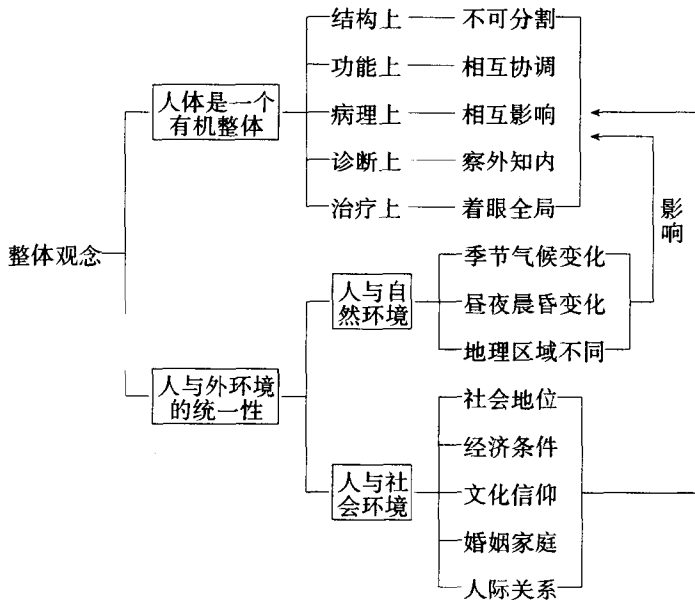 结构上 不可分割
功能上 相互协调
人体是一个
有机整体
病理上 相互影响
诊断上 察外知内
治疗上 着眼全局
影
响
整体观念
季节气候变化
人与自
然环境
昼夜晨昏变化
地理区域不同
人与外环境
的统一性
社会地位
经济条件
人与社
会环境
文化信仰
婚姻家庭
人际关系